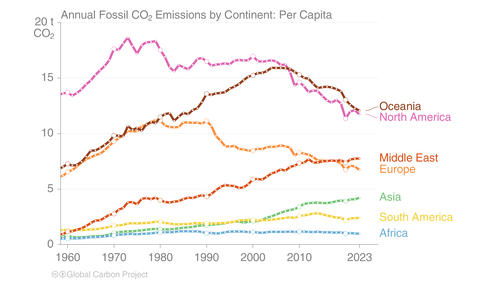 Annual Fossil CO₂ Emissions by Continent: Per Capita
20 t
CO₂
15
10
5
0
1960 1970 1980 1990 2000 2010 2023
Oceania
North America
Middle East
Europe
Asia
South America
Africa
Global Carbon Project